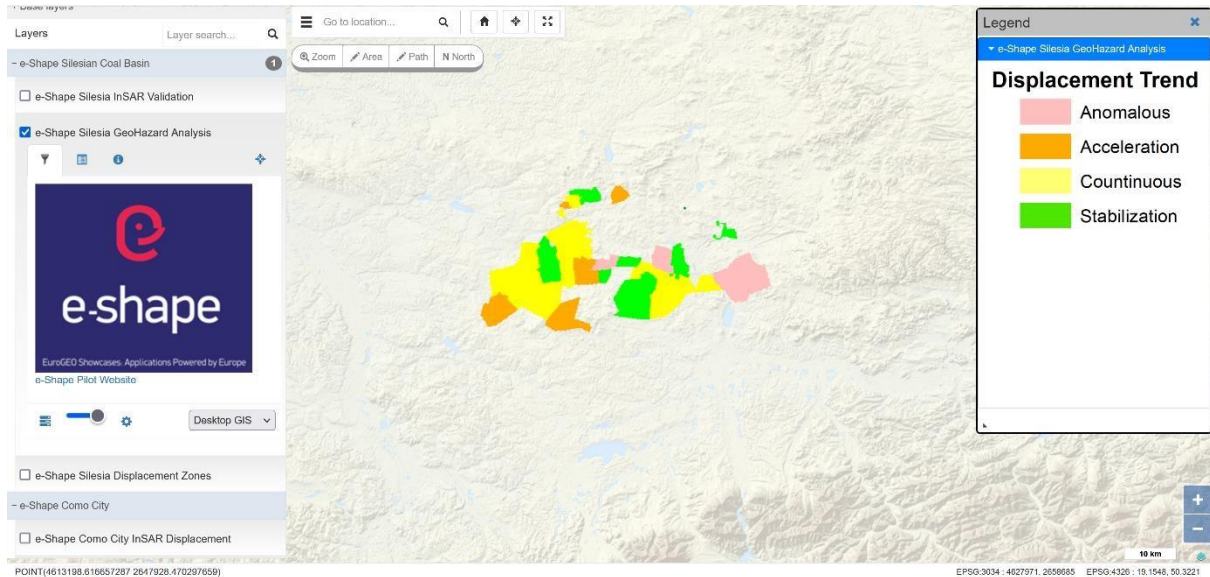 Base layers
Layers
Layer search...
− e-Shape Silesian Coal Basin
1
e-Shape Silesia InSAR Validation
e-Shape Silesia GeoHazard Analysis
e-shape
EuroGEO Showcases: Applications Powered by Europe
e-Shape Pilot Website
Desktop GIS
e-Shape Silesia Displacement Zones
− e-Shape Como City
e-Shape Como City InSAR Displacement
Go to location...
Zoom
Area
Path
N North
Legend
e-Shape Silesia GeoHazard Analysis
Displacement Trend
Anomalous
Acceleration
Countinuous
Stabilization
+
−
10 km
POINT(4613198.616657287 2647928.470297659)
EPSG:3034 : 4627971, 2658685 EPSG:4326 : 19.1548, 50.3221